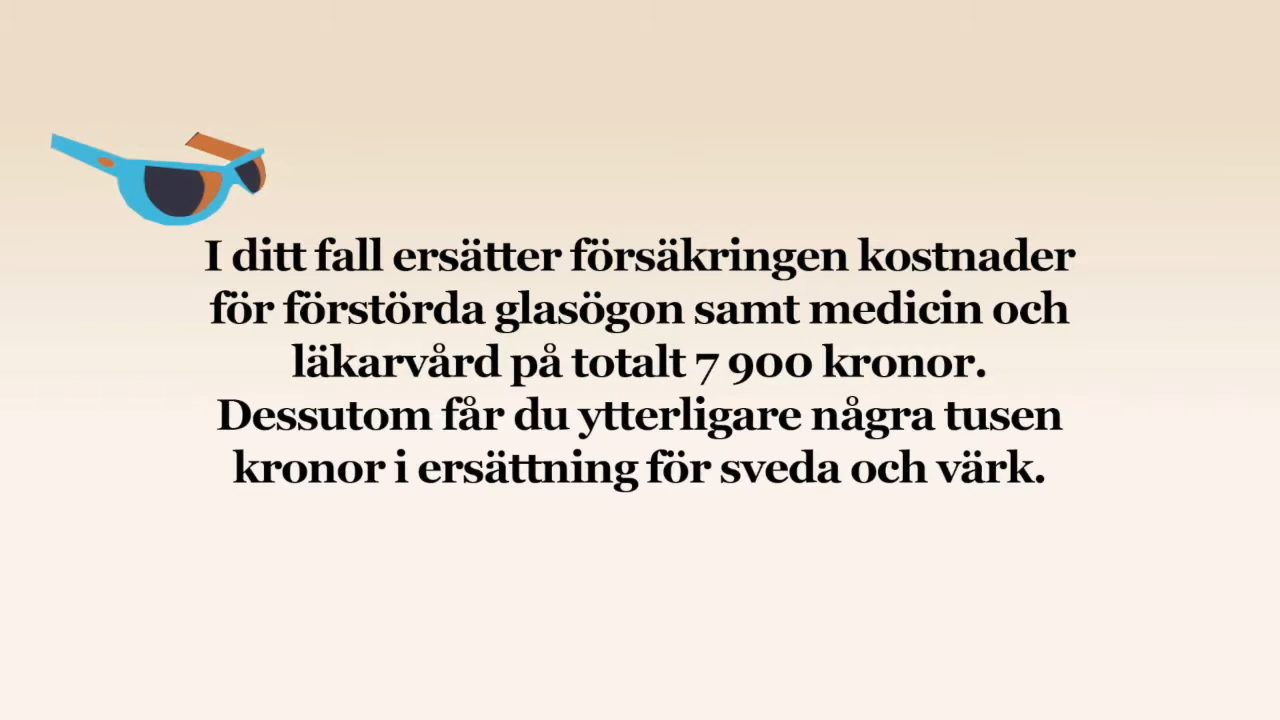 I ditt fall ersätter försäkringen kostnader
för förstörda glasögon samt medicin och
läkarvård på totalt 7 900 kronor.
Dessutom får du ytterligare några tusen
kronor i ersättning för sveda och värk.